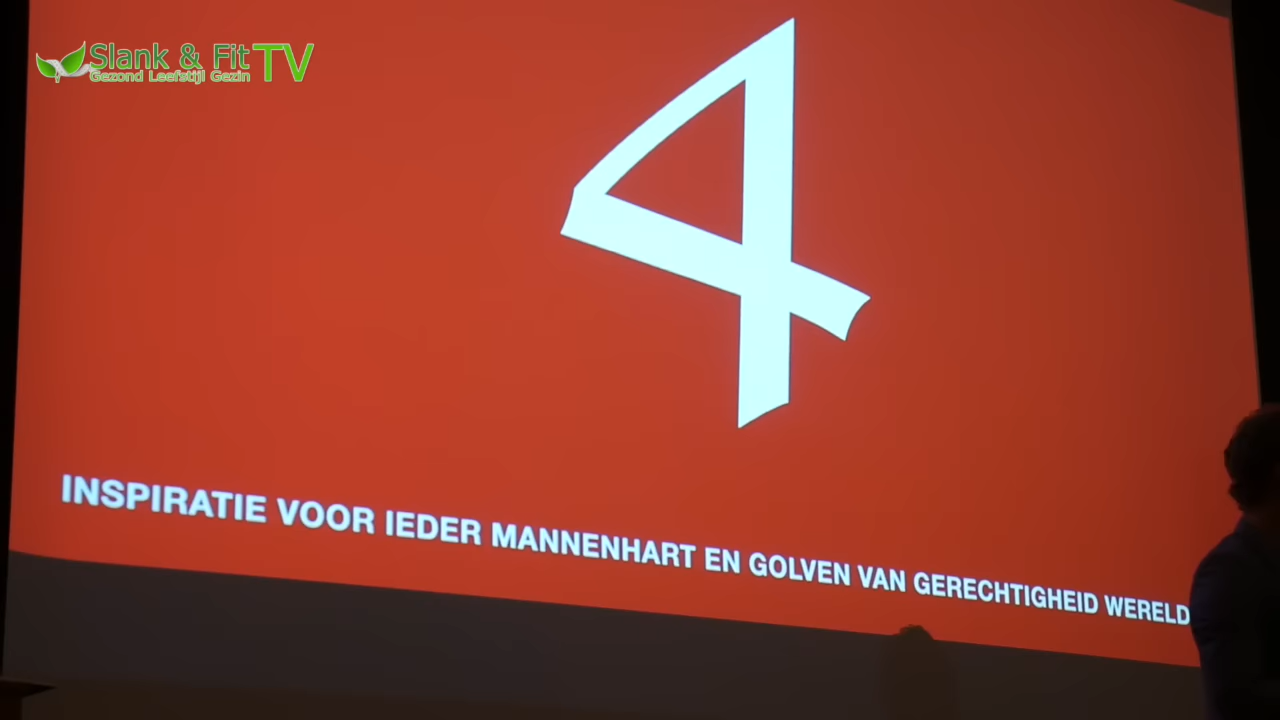 Slank & Fit TV
Gezond Leefstijl Gezin
4
INSPIRATIE VOOR IEDER MANNENHART EN GOLVEN VAN GERECHTIGHEID WERELD